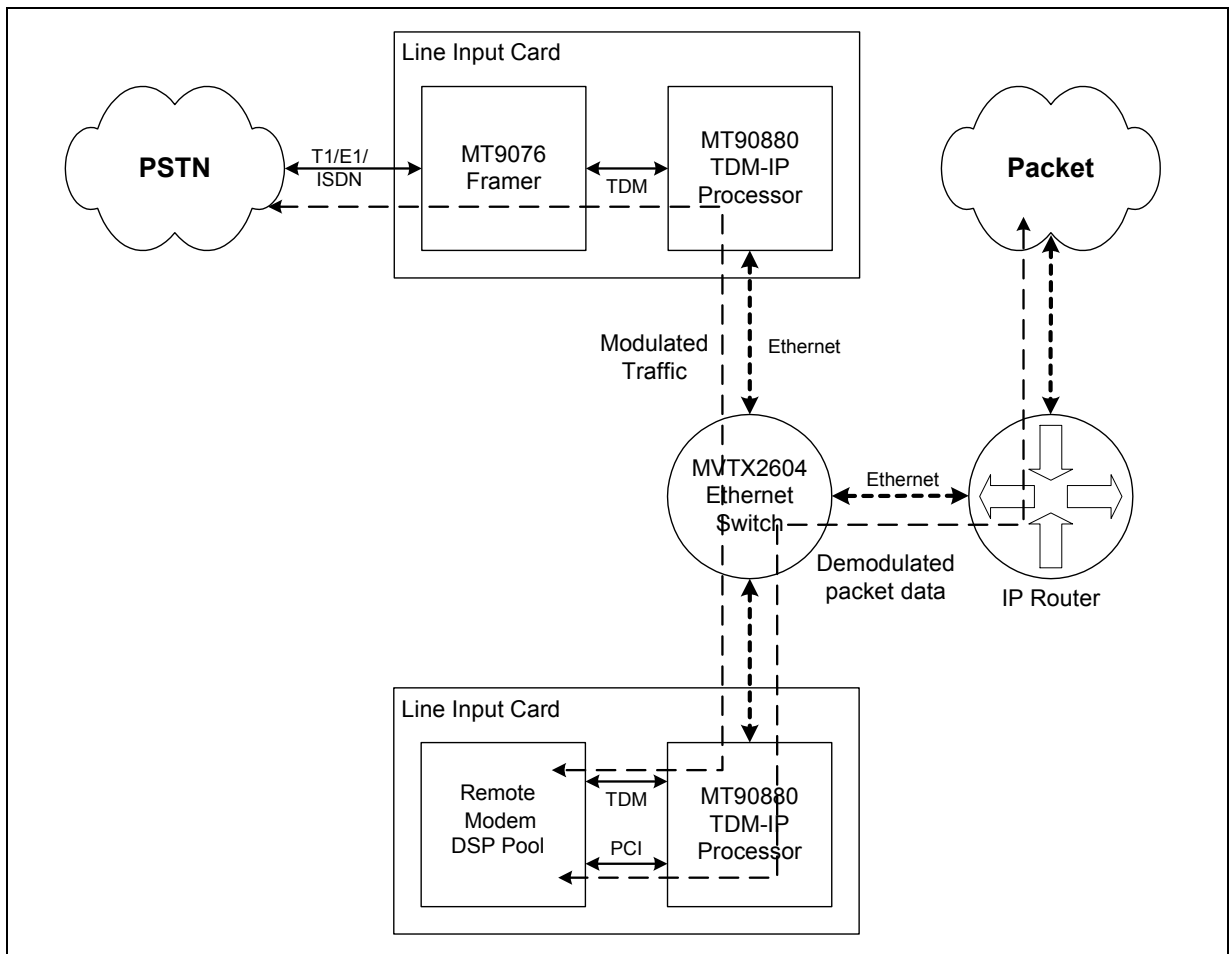 Line Input Card
PSTN
T1/E1/
ISDN
MT9076
Framer
TDM
MT90880
TDM-IP
Processor
Packet
Modulated
Traffic
Ethernet
MVTX2604
Ethernet
Switch
Ethernet
Demodulated
packet data
IP Router
Line Input Card
Remote
Modem
DSP Pool
TDM
PCI
MT90880
TDM-IP
Processor